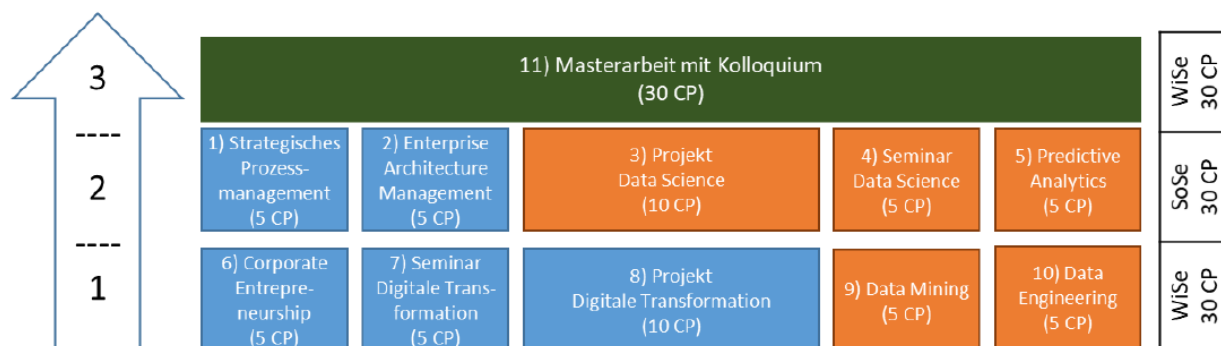 3
----
2
----
1
11) Masterarbeit mit Kolloquium
(30 CP)
WiSe
30 CP
1) Strategisches
Prozess-
management
(5 CP)
2) Enterprise
Architecture
Management
(5 CP)
3) Projekt
Data Science
(10 CP)
4) Seminar
Data Science
(5 CP)
5) Predictive
Analytics
(5 CP)
SoSe
30 CP
6) Corporate
Entrepre-
neurship
(5 CP)
7) Seminar
Digitale Trans-
formation
(5 CP)
8) Projekt
Digitale Transformation
(10 CP)
9) Data Mining
(5 CP)
10) Data
Engineering
(5 CP)
WiSe
30 CP